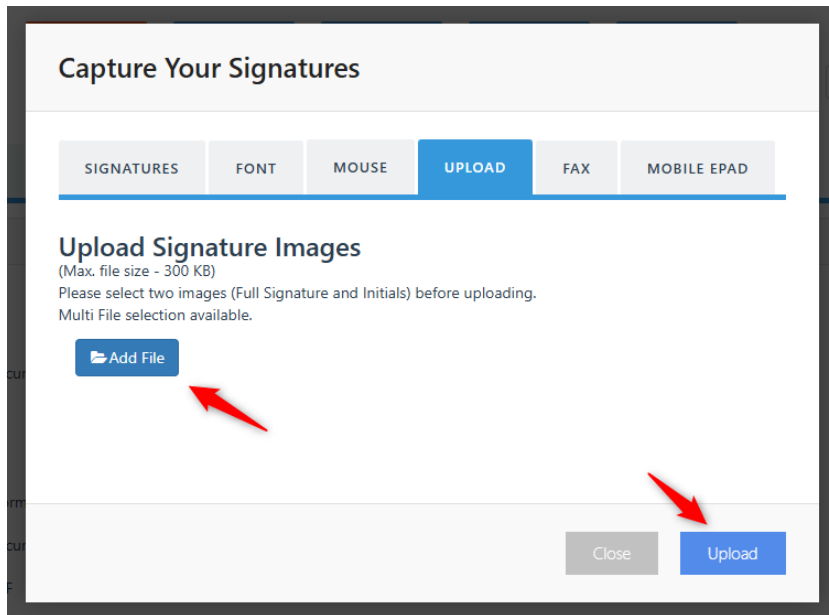 Capture Your Signatures
SIGNATURES FONT MOUSE UPLOAD FAX MOBILE EPAD
Upload Signature Images
(Max. file size - 300 KB)
Please select two images (Full Signature and Initials) before uploading.
Multi File selection available.
Add File
Close Upload